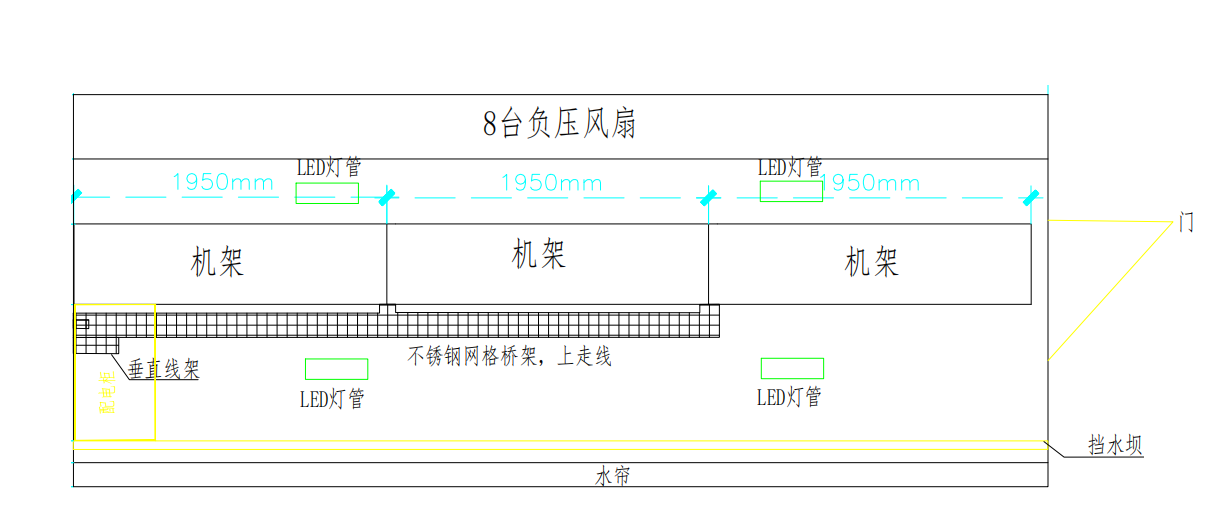 8台负压风扇
LED灯管
LED灯管
1950mm
1950mm
1950mm
门
机架
机架
机架
不锈钢网格桥架，上走线
垂直线架
配电柜
LED灯管
LED灯管
挡水坝
水帘